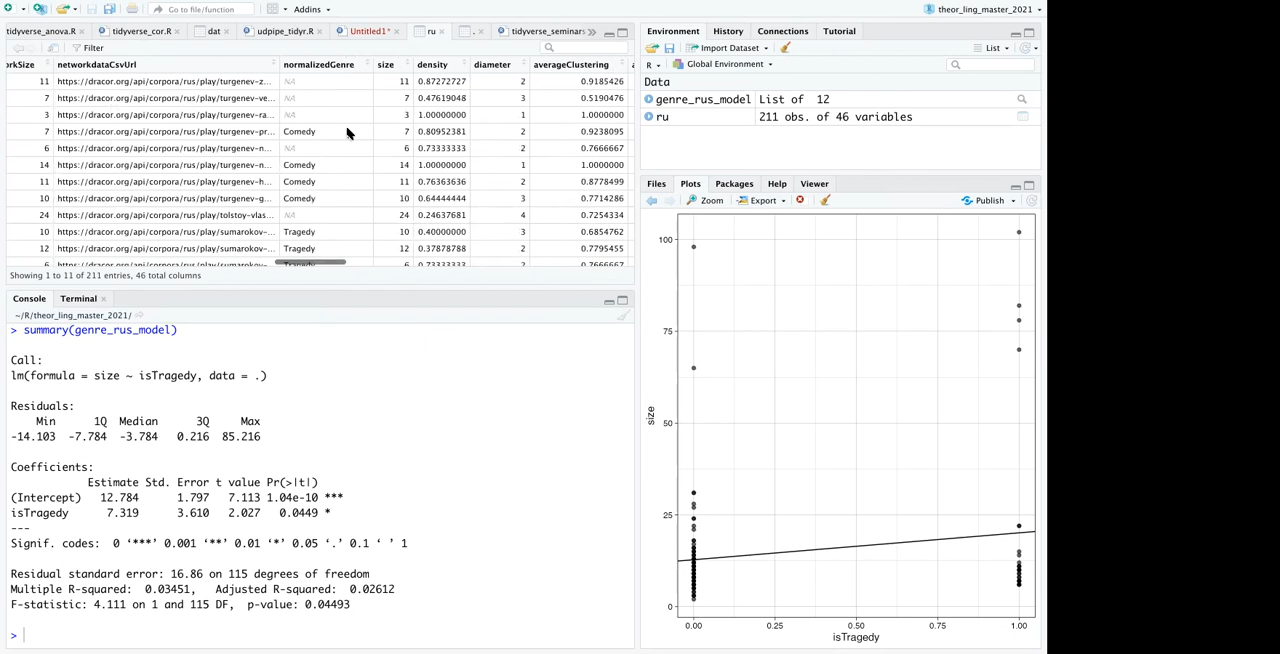 Go to file/function
Addins
theor_ling_master_2021
tidyverse_anova.R
tidyverse_cor.R
dat
udpipe_tidyr.R
Untitled1*
ru
tidyverse_seminars
Filter
rkSize networkdataCsvUrl normalizedGenre size density diameter averageClustering
11 https://dracor.org/api/corpora/rus/play/turgenev-z... NA 11 0.87272727 2 0.9185426
7 https://dracor.org/api/corpora/rus/play/turgenev-ve... NA 7 0.47619048 3 0.5190476
3 https://dracor.org/api/corpora/rus/play/turgenev-ra... NA 3 1.00000000 1 1.0000000
7 https://dracor.org/api/corpora/rus/play/turgenev-pr... Comedy 7 0.80952381 2 0.9238095
6 https://dracor.org/api/corpora/rus/play/turgenev-n... NA 6 0.73333333 2 0.7666667
14 https://dracor.org/api/corpora/rus/play/turgenev-n... Comedy 14 1.00000000 1 1.0000000
11 https://dracor.org/api/corpora/rus/play/turgenev-h... Comedy 11 0.76363636 2 0.8778499
10 https://dracor.org/api/corpora/rus/play/turgenev-g... Comedy 10 0.64444444 3 0.7714286
24 https://dracor.org/api/corpora/rus/play/tolstoy-vlas... NA 24 0.24637681 4 0.7254334
10 https://dracor.org/api/corpora/rus/play/sumarokov-... Tragedy 10 0.40000000 3 0.6854762
12 https://dracor.org/api/corpora/rus/play/sumarokov-... Tragedy 12 0.37878788 2 0.7795455
6 https://dracor.org/api/corpora/rus/play/sumarokov-... Tragedy 6 0.73333333 2 0.7666667
Showing 1 to 11 of 211 entries, 46 total columns
Console Terminal
~/R/theor_ling_master_2021/
> summary(genre_rus_model)
Call:
lm(formula = size ~ isTragedy, data = .)
Residuals:
Min 1Q Median 3Q Max
-14.103 -7.784 -3.784 0.216 85.216
Coefficients:
Estimate Std. Error t value Pr(>|t|)
(Intercept) 12.784 1.797 7.113 1.04e-10 ***
isTragedy 7.319 3.610 2.027 0.0449 *
---
Signif. codes: 0 ‘***’ 0.001 ‘**’ 0.01 ‘*’ 0.05 ‘.’ 0.1 ‘ ’ 1
Residual standard error: 16.86 on 115 degrees of freedom
Multiple R-squared: 0.03451, Adjusted R-squared: 0.02612
F-statistic: 4.111 on 1 and 115 DF, p-value: 0.04493
>
Environment History Connections Tutorial
Import Dataset List
R Global Environment
Data
genre_rus_model List of 12
ru 211 obs. of 46 variables
Files Plots Packages Help Viewer
Zoom Export Publish
100
75
50
25
0
size
0.00 0.25 0.50 0.75 1.00
isTragedy